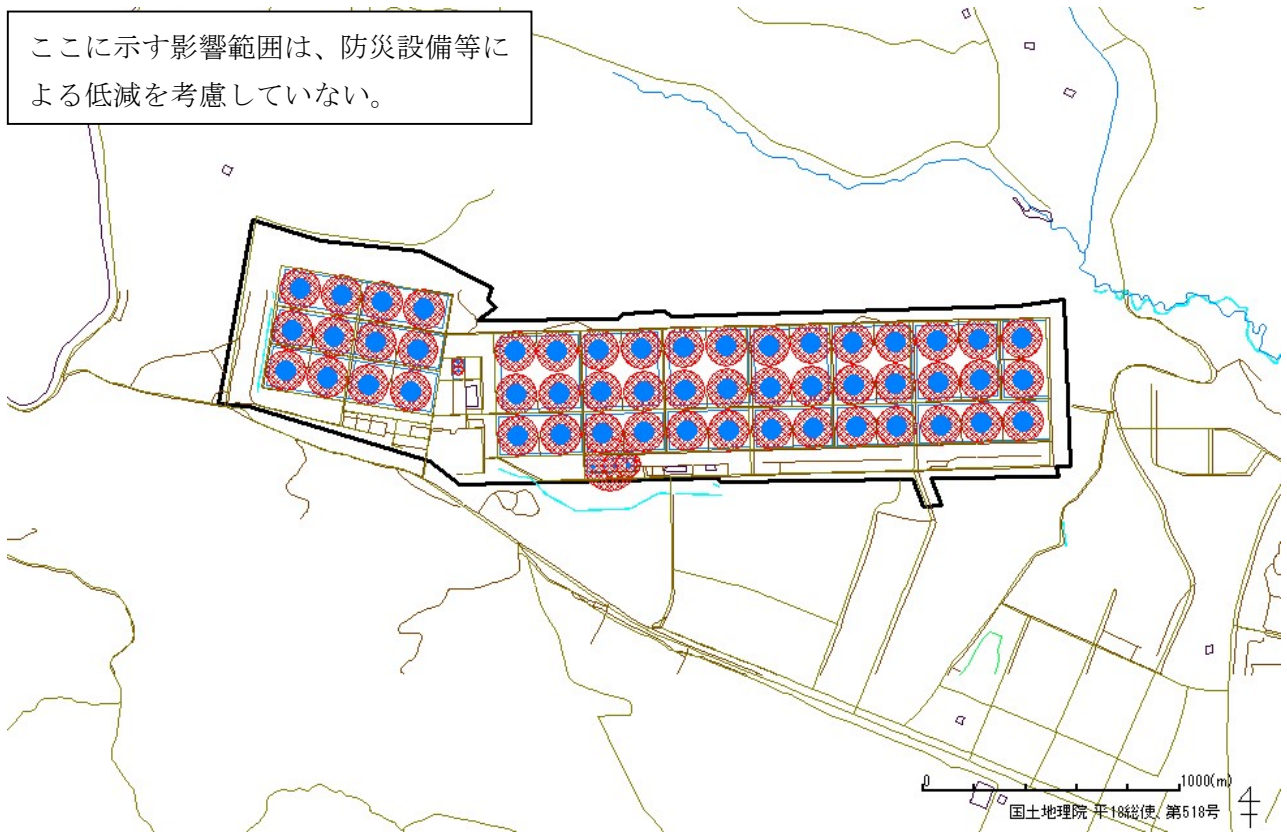 ここに示す影響範囲は、防災設備等に
よる低減を考慮していない。
0 1000(m)
国土地理院 平18総使、第518号